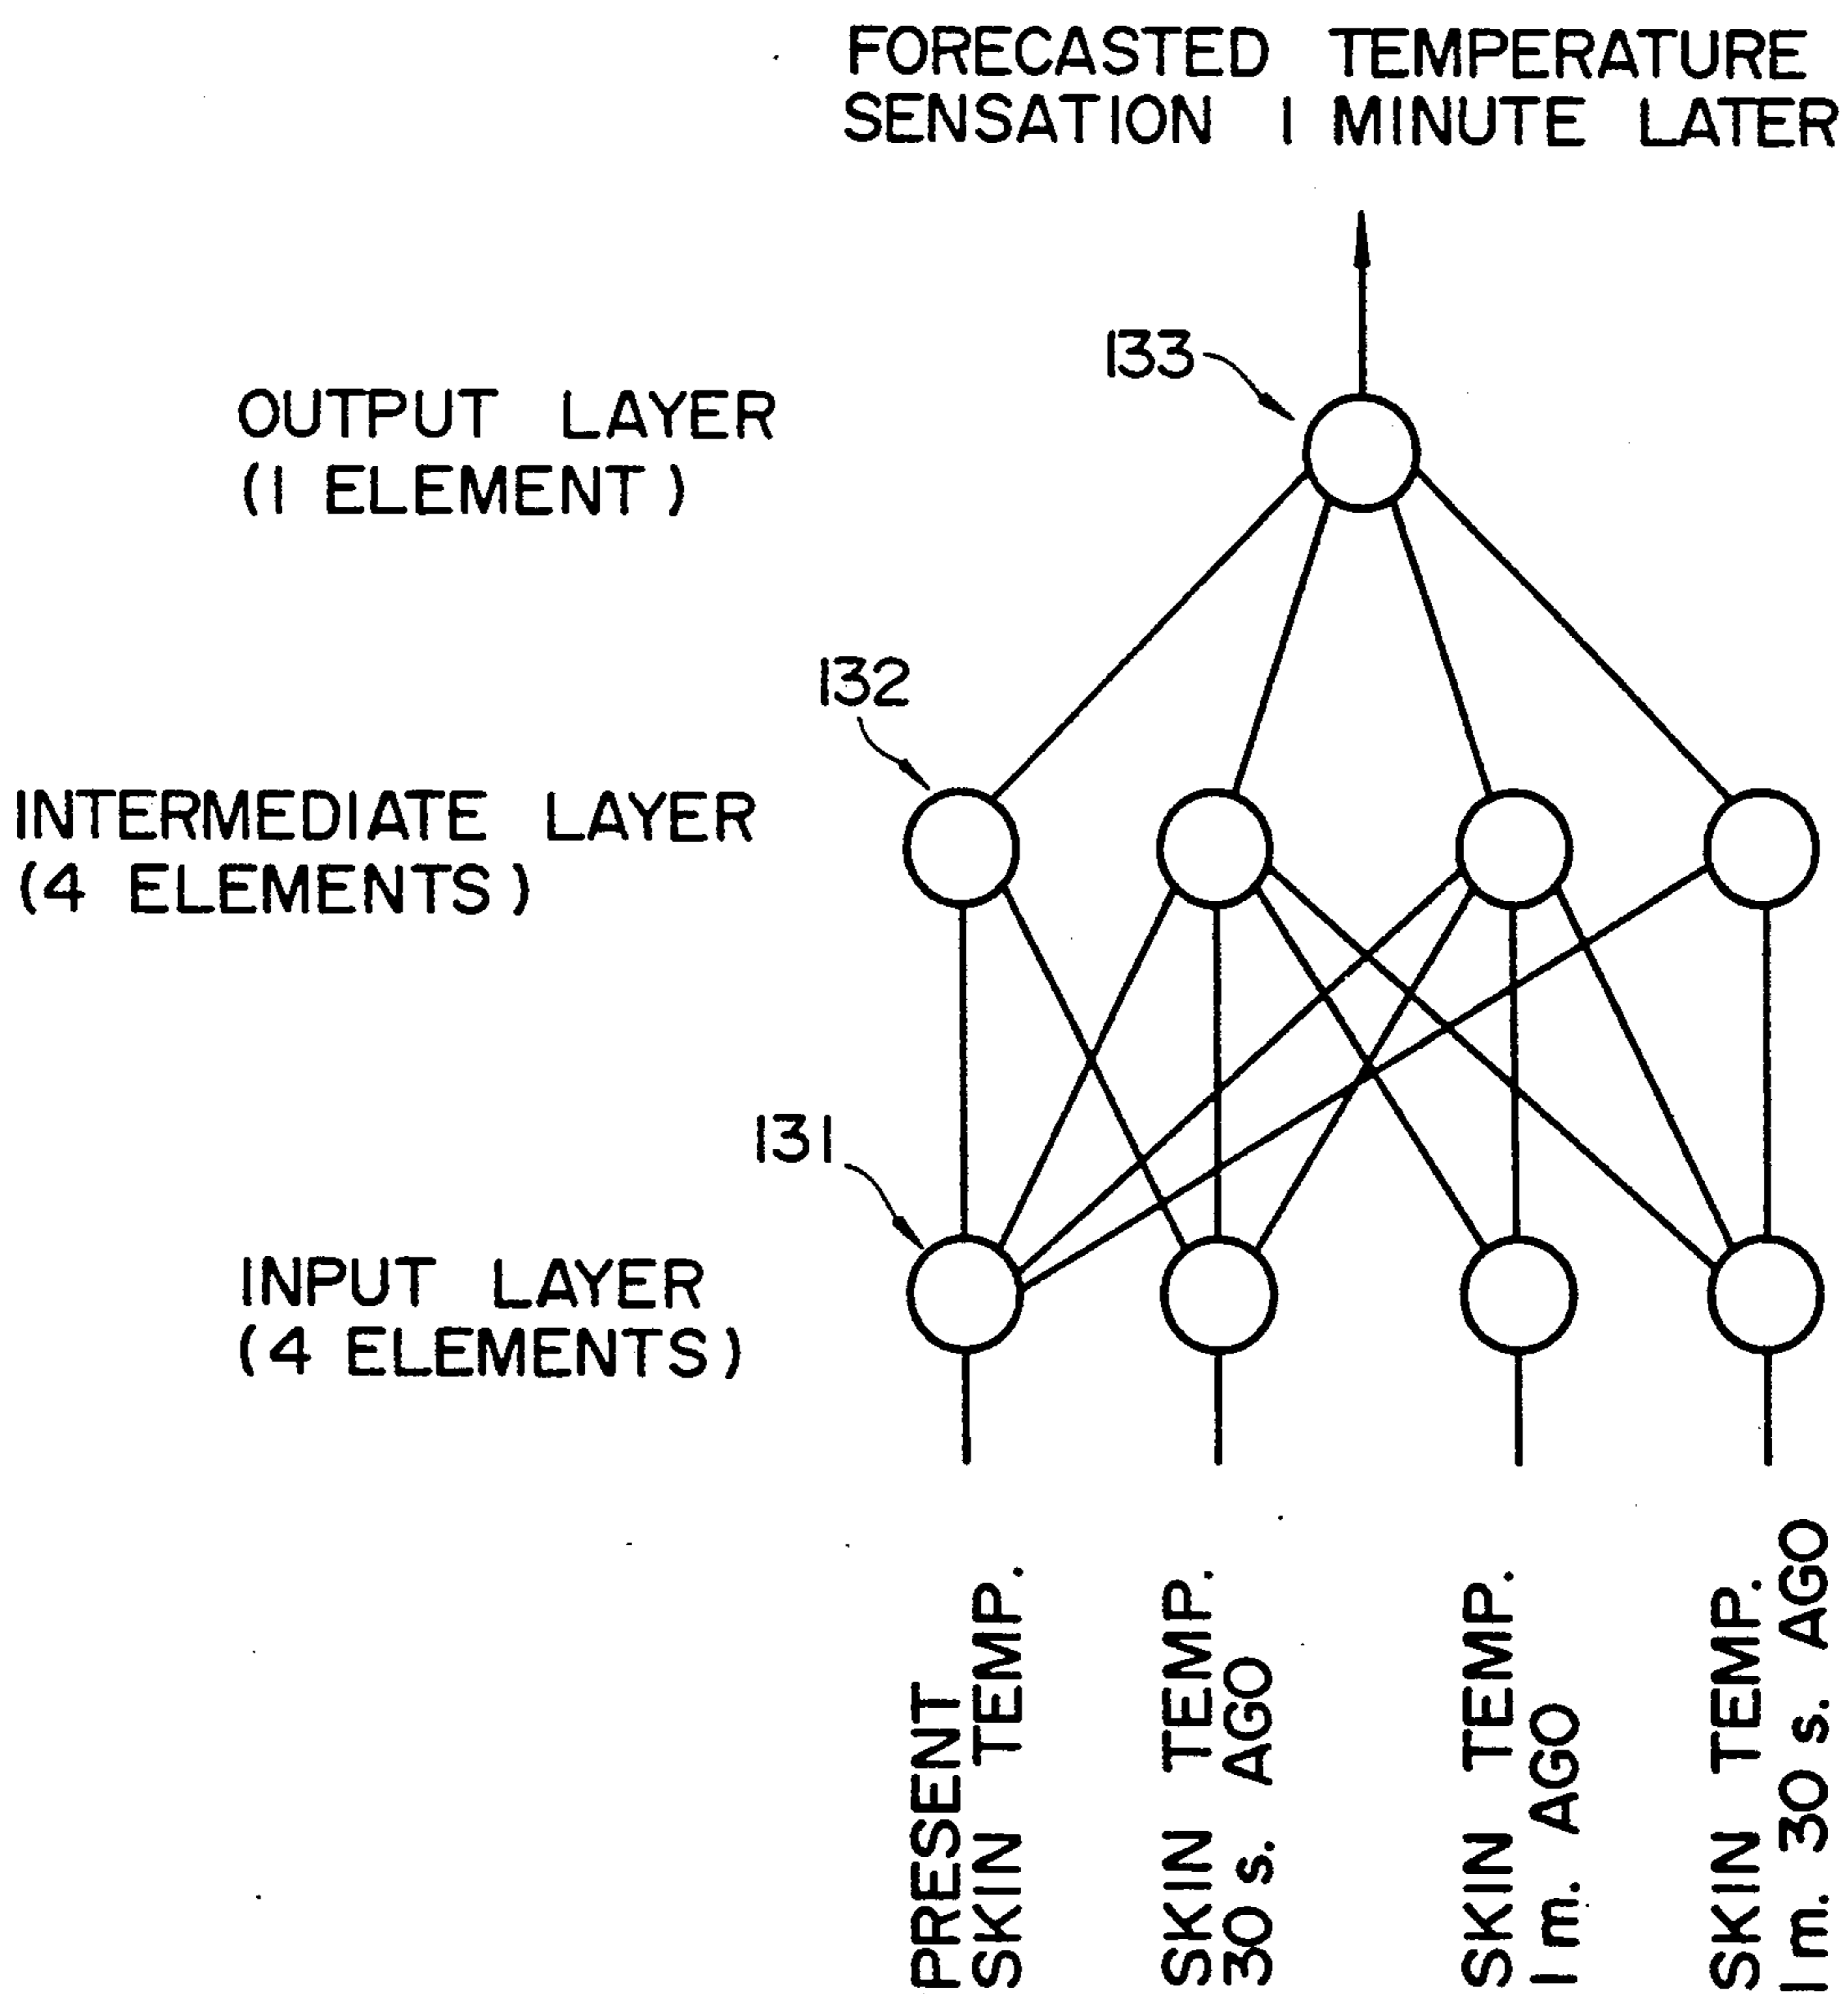 FORECASTED TEMPERATURE
SENSATION 1 MINUTE LATER
133
OUTPUT LAYER
(1 ELEMENT)
132
INTERMEDIATE LAYER
(4 ELEMENTS)
131
INPUT LAYER
(4 ELEMENTS)
PRESENT
SKIN TEMP.
SKIN TEMP.
30 s. AGO
SKIN TEMP.
1 m. AGO
SKIN TEMP.
1 m. 30 s. AGO